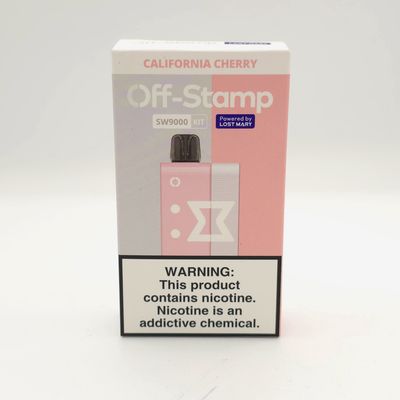 CALIFORNIA CHERRY
Off-Stamp
SW9000 KIT
Powered by
LOST MARY
WARNING:
This product
contains nicotine.
Nicotine is an
addictive chemical.